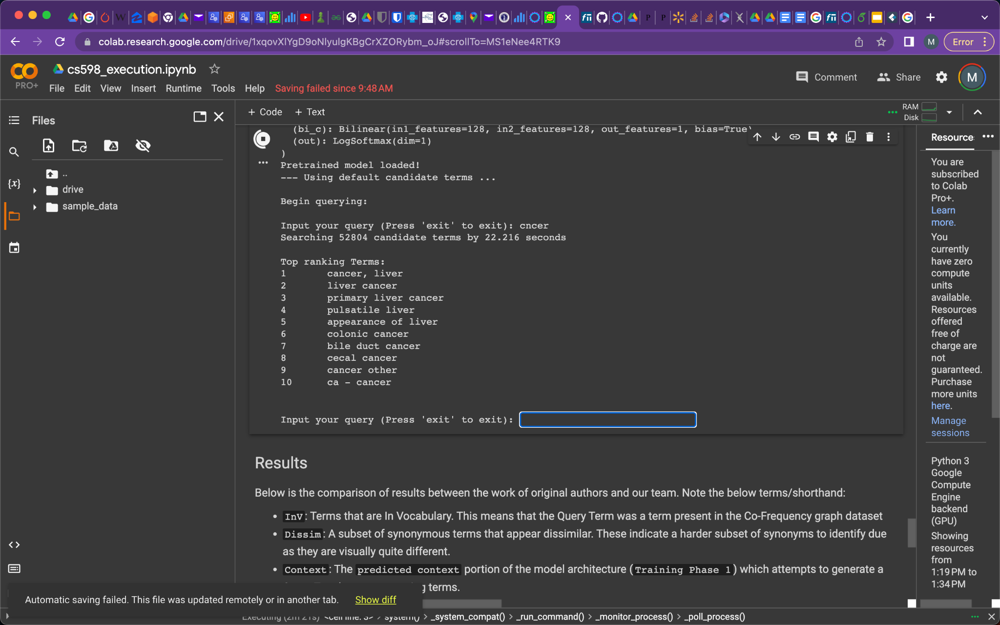 colab.research.google.com/drive/1xqovXlYgD9oNlyulgKBgCrXZORybm_oJ#scrollTo=MS1eNee4RTK9
M
Error
PRO+
cs598_execution.ipynb
File Edit View Insert Runtime Tools Help Saving failed since 9:48 AM
Comment
Share
M
Files
..
drive
sample_data
+ Code + Text
RAM
Disk
(bi_c): Bilinear(in1_features=128, in2_features=128, out_features=1, bias=True
(out): LogSoftmax(dim=1)
)
Pretrained model loaded!
--- Using default candidate terms ...
Begin querying:
Input your query (Press 'exit' to exit): cncer
Searching 52804 candidate terms by 22.216 seconds
Top ranking Terms:
1 cancer, liver
2 liver cancer
3 primary liver cancer
4 pulsatile liver
5 appearance of liver
6 colonic cancer
7 bile duct cancer
8 cecal cancer
9 cancer other
10 ca - cancer
Input your query (Press 'exit' to exit):
Results
Below is the comparison of results between the work of original authors and our team. Note the below terms/shorthand:
• InV: Terms that are In Vocabulary. This means that the Query Term was a term present in the Co-Frequency graph dataset
• Dissim: A subset of synonymous terms that appear dissimilar. These indicate a harder subset of synonyms to identify due
as they are visually quite different.
• Context: The predicted context portion of the model architecture (Training Phase 1) which attempts to generate a
terms.
Resource
You are
subscribed
to Colab
Pro+.
Learn
more.
You
currently
have zero
compute
units
available.
Resources
offered
free of
charge are
not
guaranteed.
Purchase
more units
here.
Manage
sessions
Python 3
Google
Compute
Engine
backend
(GPU)
Showing
resources
from
1:19 PM to
1:34 PM
Automatic saving failed. This file was updated remotely or in another tab. Show diff
Executing (2m 21s) <cell line: 3> > system() > _system_compat() > _run_command() > _monitor_process() > _poll_process()